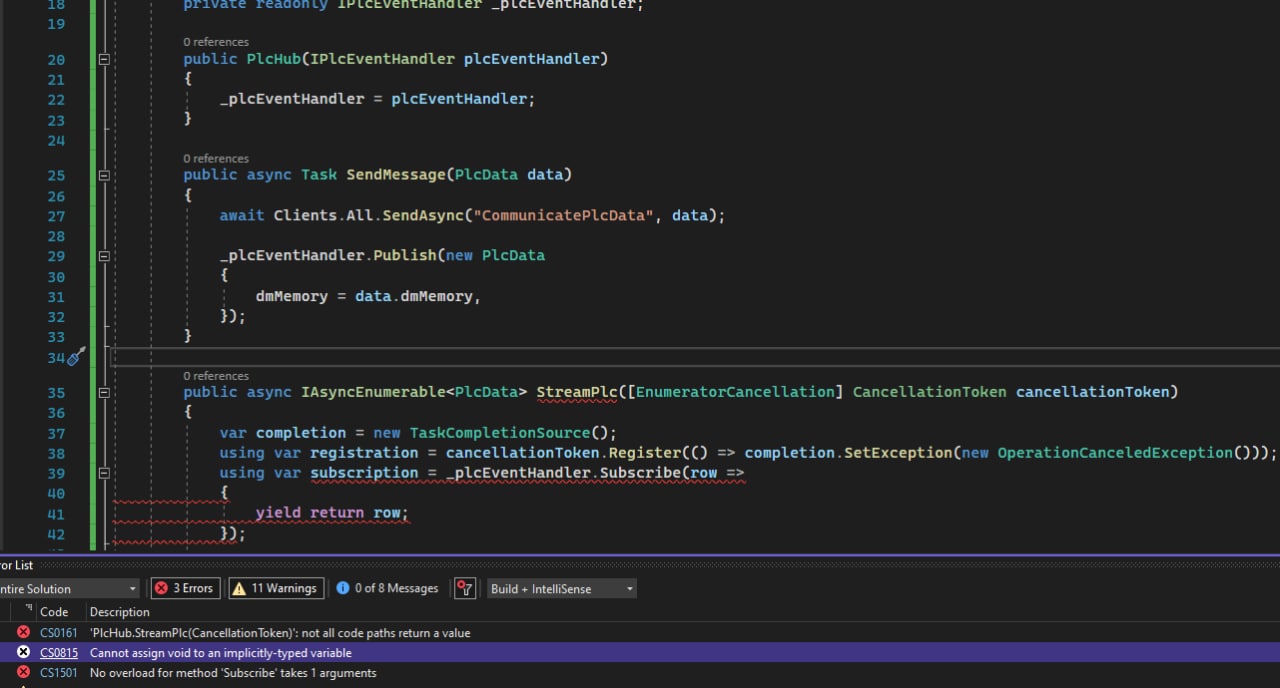 18 private readonly IPlcEventHandler _plcEventHandler;
19
0 references
20 public PlcHub(IPlcEventHandler plcEventHandler)
21 {
22 _plcEventHandler = plcEventHandler;
23 }
24
0 references
25 public async Task SendMessage(PlcData data)
26 {
27 await Clients.All.SendAsync("CommunicatePlcData", data);
28
29 _plcEventHandler.Publish(new PlcData
30 {
31 dmMemory = data.dmMemory,
32 });
33 }
34
0 references
35 public async IAsyncEnumerable<PlcData> StreamPlc([EnumeratorCancellation] CancellationToken cancellationToken)
36 {
37 var completion = new TaskCompletionSource();
38 using var registration = cancellationToken.Register(() => completion.SetException(new OperationCanceledException()));
39 using var subscription = _plcEventHandler.Subscribe(row =>
40 {
41 yield return row;
42 });
ror List
ntire Solution 3 Errors 11 Warnings 0 of 8 Messages Build + IntelliSense
Code Description
CS0161 'PlcHub.StreamPlc(CancellationToken)': not all code paths return a value
CS0815 Cannot assign void to an implicitly-typed variable
CS1501 No overload for method 'Subscribe' takes 1 arguments